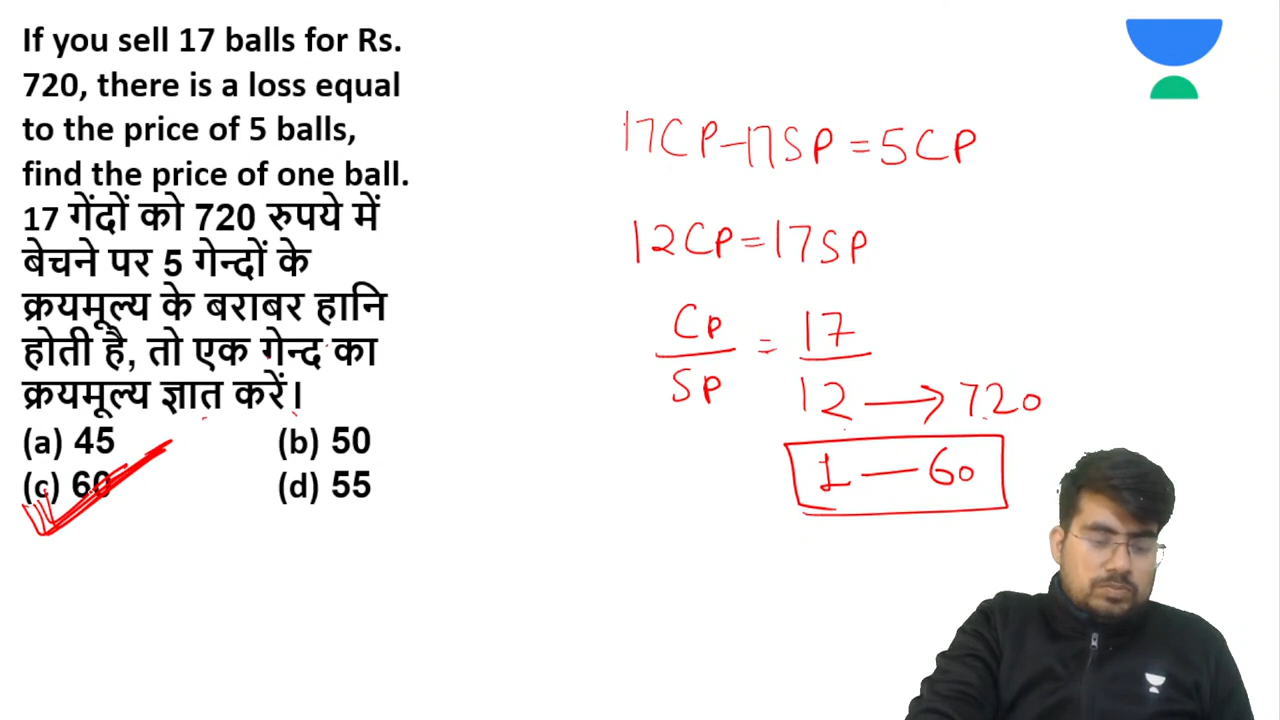 If you sell 17 balls for Rs.
720, there is a loss equal
to the price of 5 balls,
find the price of one ball.
17 गेंदों को 720 रुपये में
बेचने पर 5 गेन्दों के
क्रयमूल्य के बराबर हानि
होती है, तो एक गेन्द का
क्रयमूल्य ज्ञात करें।
(a) 45 (b) 50
(c) 60 (d) 55
17CP-17SP=5CP
12CP=17SP
CP/SP = 17/12 → 720
1 — 60